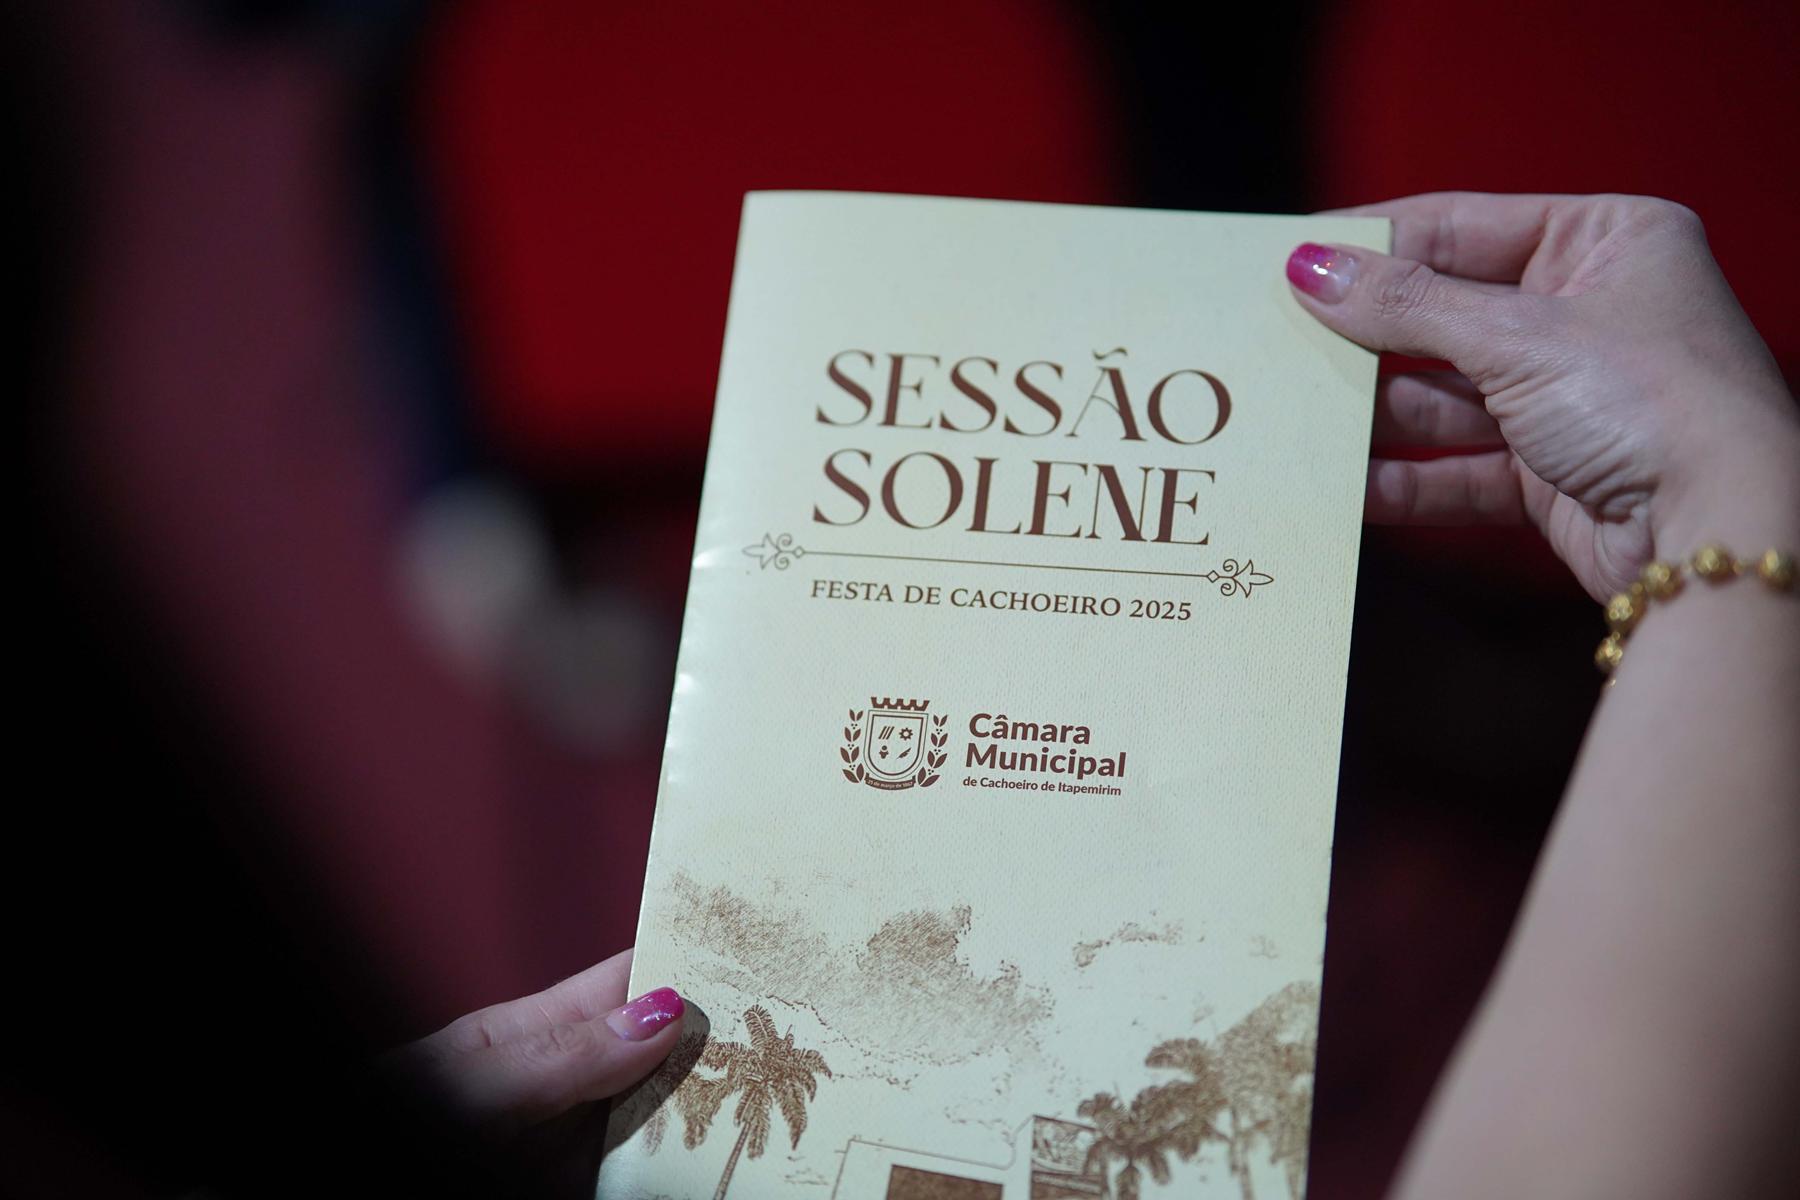 SESSÃO
SOLENE
FESTA DE CACHOEIRO 2025
Câmara
Municipal
de Cachoeiro de Itapemirim